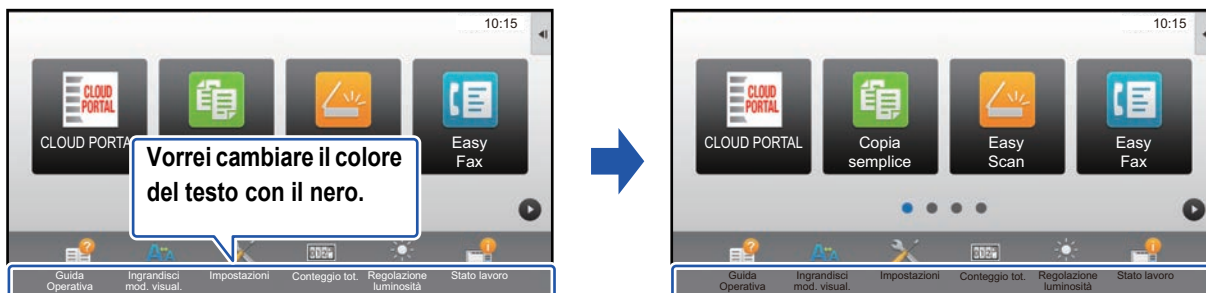 10:15
CLOUD
PORTAL
CLOUD PORTA
Easy
Fax
Vorrei cambiare il colore
del testo con il nero.
Guida
Operativa
Ingrandisci
mod. visual.
Impostazioni
Conteggio tot.
Regolazione
luminosità
Stato lavoro
10:15
CLOUD
PORTAL
CLOUD PORTAL
Copia
semplice
Easy
Scan
Easy
Fax
Guida
Operativa
Ingrandisci
mod. visual.
Impostazioni
Conteggio tot.
Regolazione
luminosità
Stato lavoro